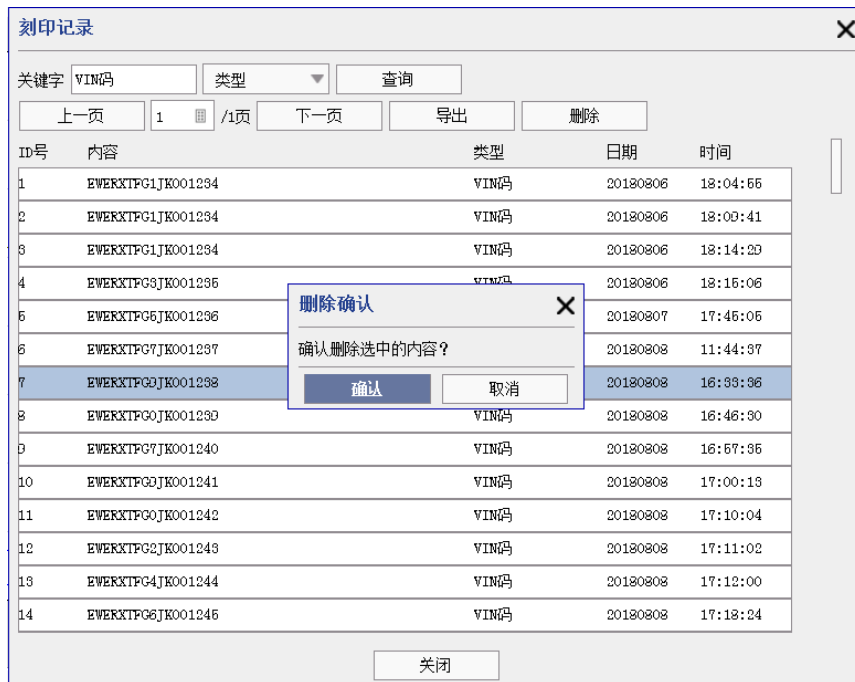 刻印记录
关键字 VIN码 类型 查询
上一页 1 /1页 下一页 导出 删除
ID号 内容 类型 日期 时间
1 EWERXTFG1JK001234 VIN码 20180806 18:04:55
2 EWERXTFG1JK001234 VIN码 20180806 18:09:41
3 EWERXTFG1JK001234 VIN码 20180806 18:14:29
4 EWERXTFG3JK001235 VIN码 20180806 18:15:06
5 EWERXTFG5JK001236 20180807 17:45:05
6 EWERXTFG7JK001237 20180808 11:44:37
7 EWERXTFG9JK001238 20180808 16:33:36
8 EWERXTFG0JK001239 VIN码 20180808 16:46:30
9 EWERXTFG7JK001240 VIN码 20180808 16:57:35
10 EWERXTFG9JK001241 VIN码 20180808 17:00:13
11 EWERXTFG0JK001242 VIN码 20180808 17:10:04
12 EWERXTFG2JK001243 VIN码 20180808 17:11:02
13 EWERXTFG4JK001244 VIN码 20180808 17:12:00
14 EWERXTFG6JK001245 VIN码 20180808 17:18:24
删除确认
确认删除选中的内容？
确认 取消
关闭